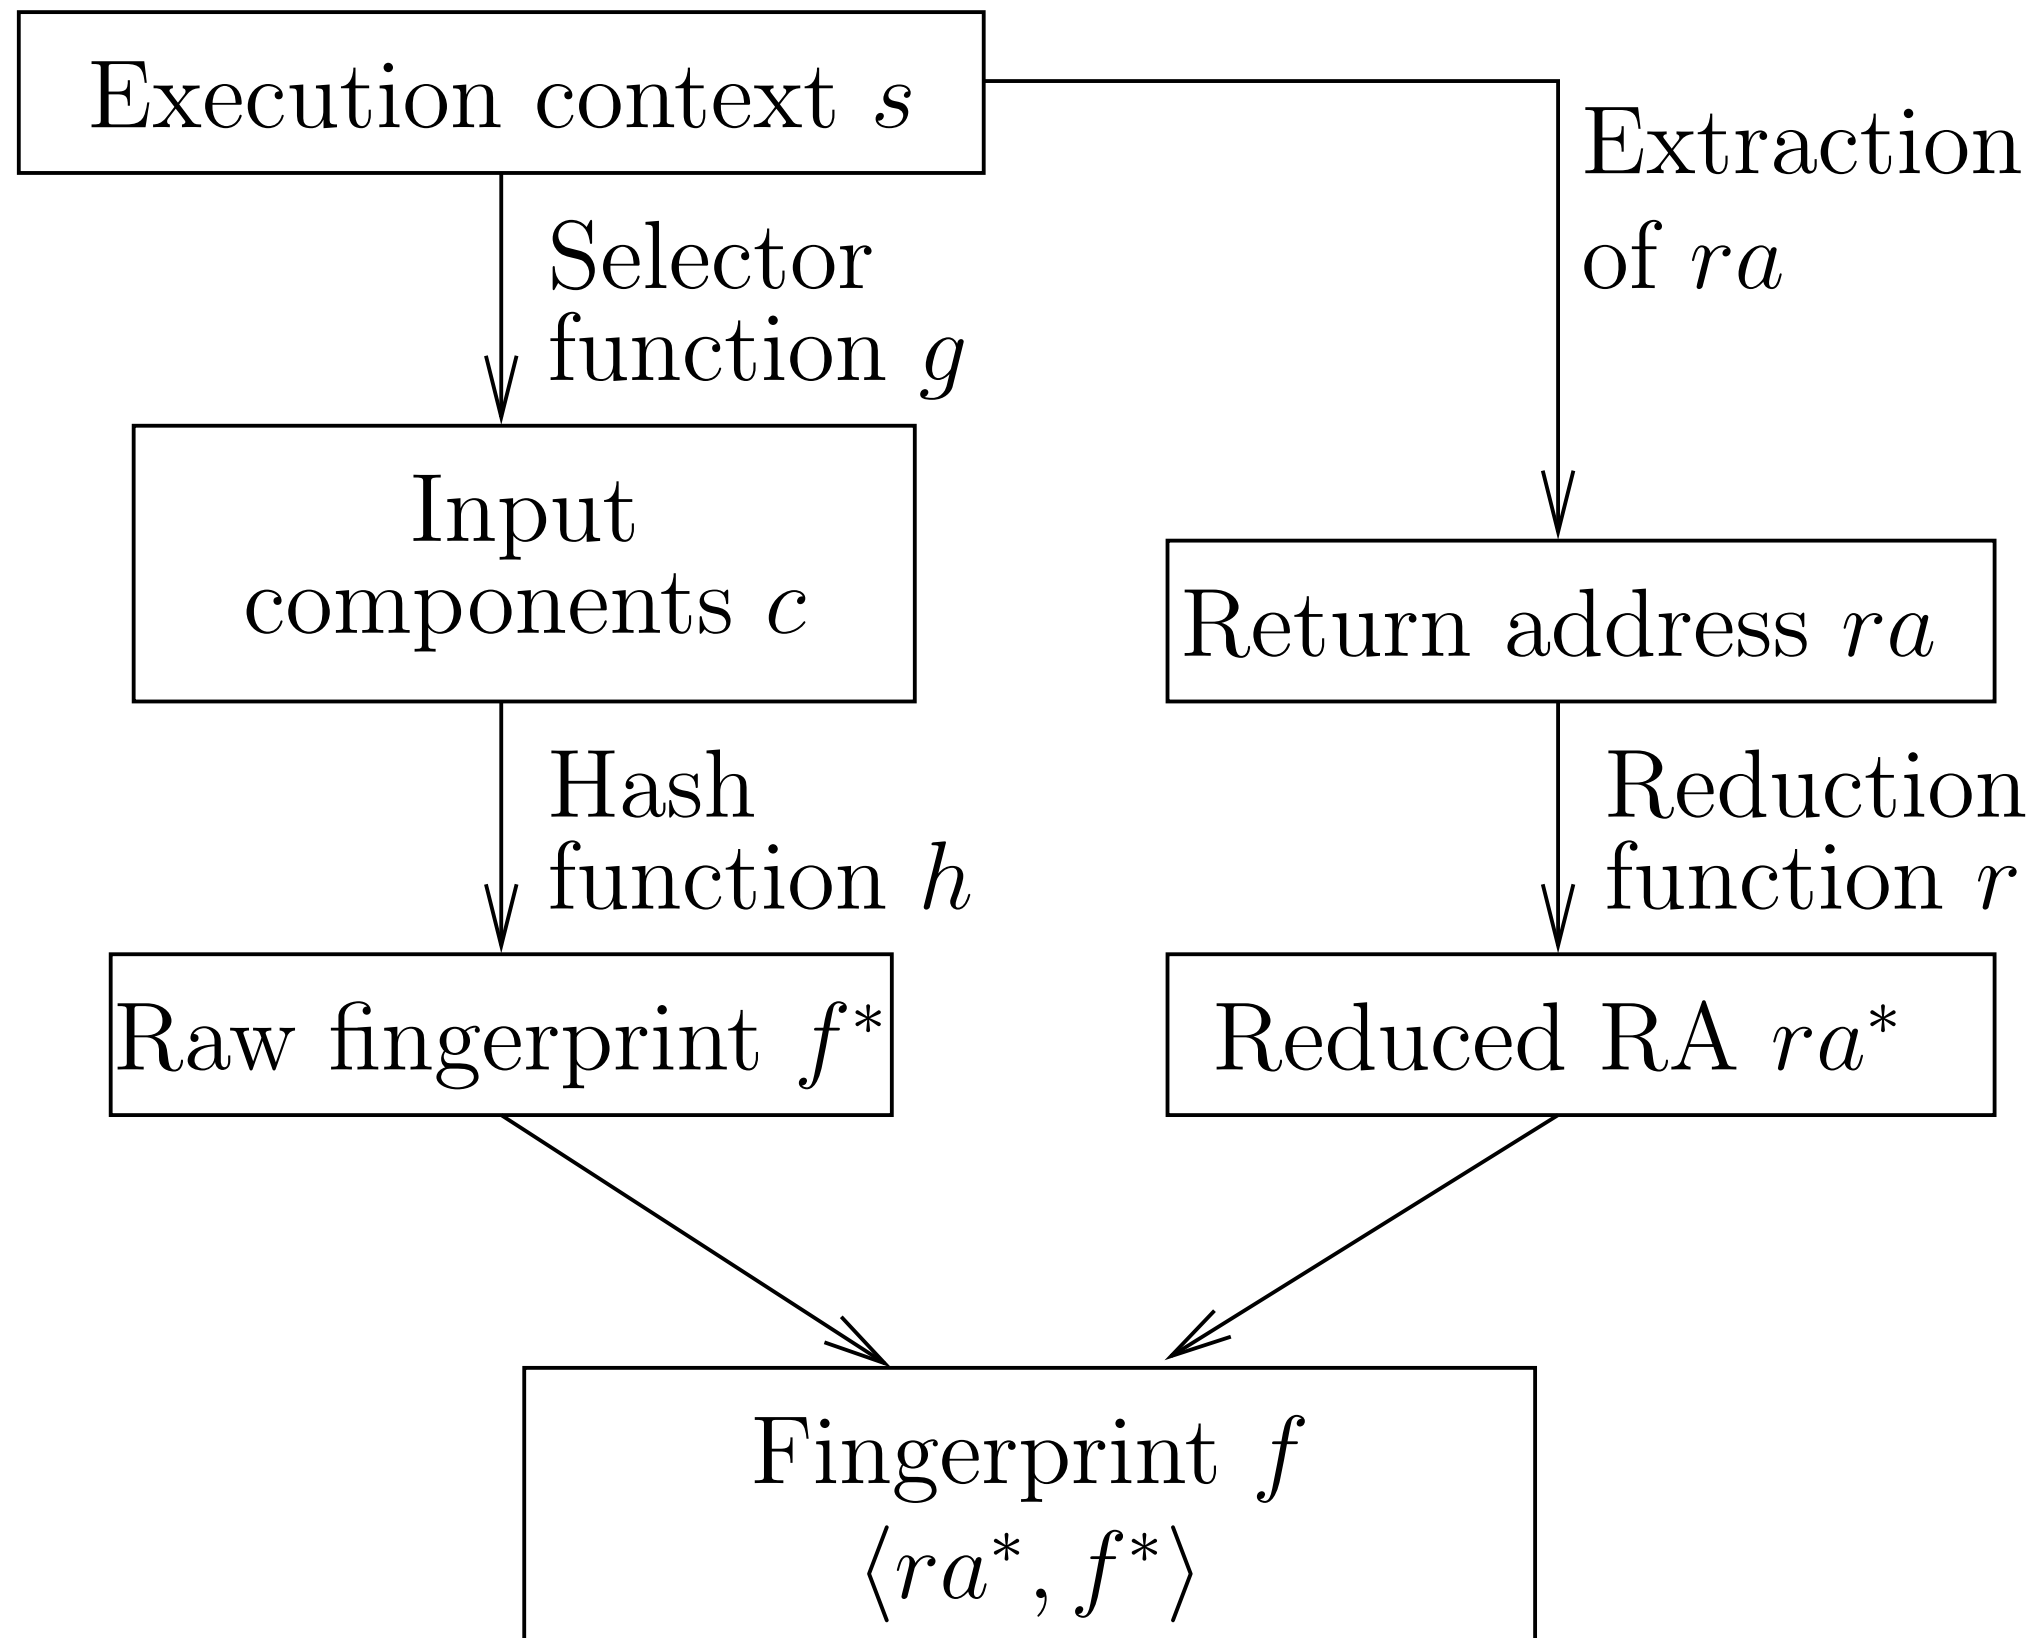 Execution context s
Extraction
of ra
Selector
function g
Input
components c
Return address ra
Hash
function h
Reduction
function r
Raw fingerprint f*
Reduced RA ra*
Fingerprint f
⟨ra*, f*⟩